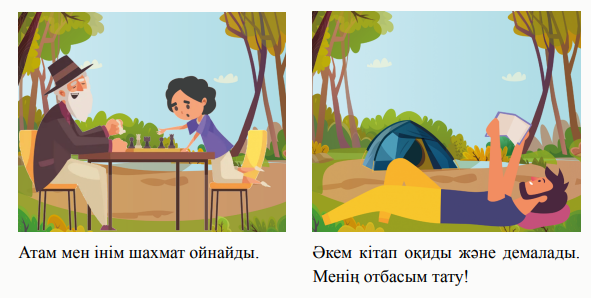 Атам мен інім шахмат ойнайды.
Әкем кітап оқиды және демалады.
Менің отбасым тату!